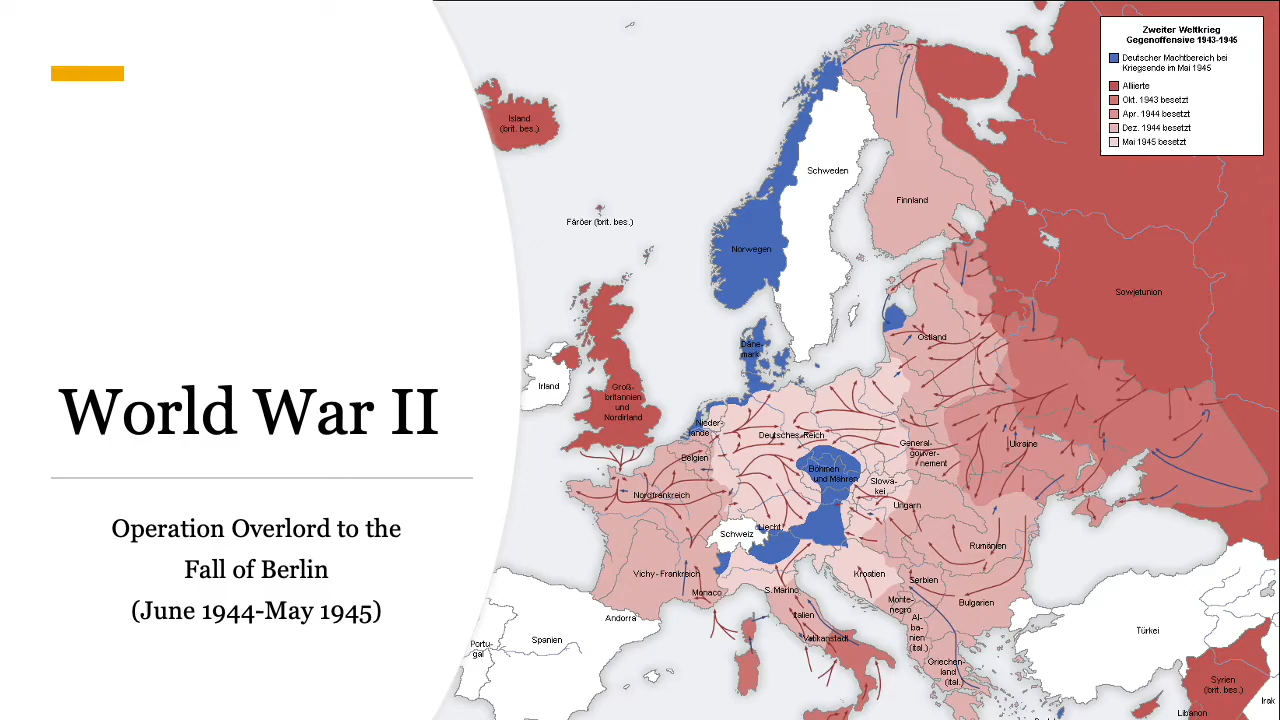 World War II
Operation Overlord to the
Fall of Berlin
(June 1944-May 1945)
Zweiter Weltkrieg
Gegenoffensive 1943-1945
Deutscher Machtbereich bei
Kriegsende im Mai 1945
Alliierte
Okt. 1943 besetzt
Apr. 1944 besetzt
Dez. 1944 besetzt
Mai 1945 besetzt
Island
(brit. bes.)
Schweden
Finnland
Färöer (brit. bes.)
Norwegen
Sowjetunion
Däne-
mark
Ostland
Irland
Groß-
britannien
und
Nordirland
Nieder-
lande
Deutsches Reich
Belgien
General-
gouver-
nement
Ukraine
Böhmen
und Mähren
Slowa-
kei
Nordfrankreich
Ungarn
Schweiz
Liecht.
Rumänien
Vichy-Frankreich
Kroatien
Serbien
Monaco
S. Marino
Monte-
negro
Bulgarien
Andorra
Italien
Al-
ba-
nien
(ital.)
Vatikanstadt
Türkei
Spanien
Portu-
gal
Griechen-
land
(ital.)
Syrien
(brit. bes.)
Irak
Libanon